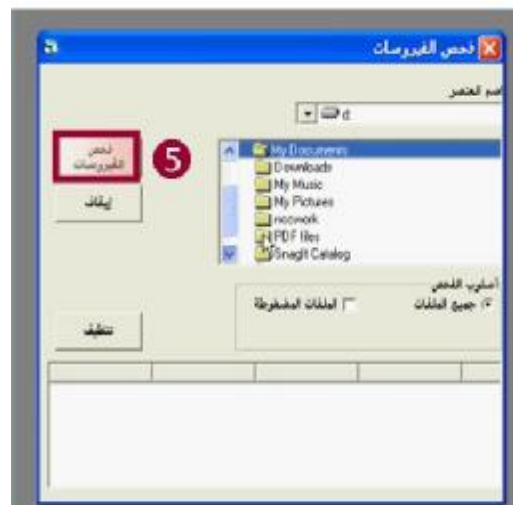 فحص الفيروسات
اسم العنصر
d
فحص
الفيروسات
5
My Documents
Downloads
My Music
My Pictures
nccwork
PDF files
SnagIt Catalog
إيقاف
أسلوب الفحص
جميع الملفات
الملفات المضغوطة
تنظيف